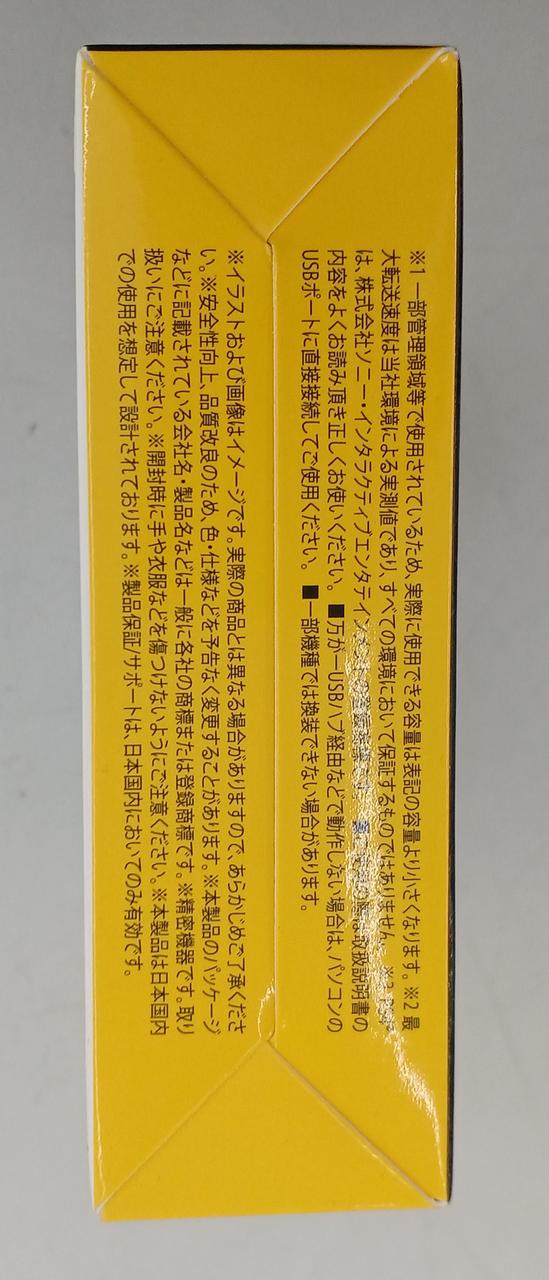 ※1 一部管理領域等で使用されているため、実際に使用できる容量は表記の容量より小さくなります。※2 最
大転送速度は当社環境による実測値であり、すべての環境において保証するものではありません。
は、株式会社ソニー・インタラクティブエンタテイン 取扱説明書の
内容をよくお読み頂き正しくお使いください。■万が一USBハブ経由などで動作しない場合は、パソコンの
USBポートに直接接続してご使用ください。■一部機種では換装できない場合があります。
※イラストおよび画像はイメージです。実際の商品とは異なる場合がありますので、あらかじめご了承くださ
い。※安全性向上、品質改良のため、色・仕様などを予告なく変更することがあります。※本製品のパッケージ
などに記載されている会社名・製品名などは一般に各社の商標または登録商標です。※精密機器です。取り
扱いにご注意ください。※開封時に手や衣服などを傷つけないようにご注意ください。※本製品は日本国内
での使用を想定して設計されております。※製品保証/サポートは、日本国内においてのみ有効です。